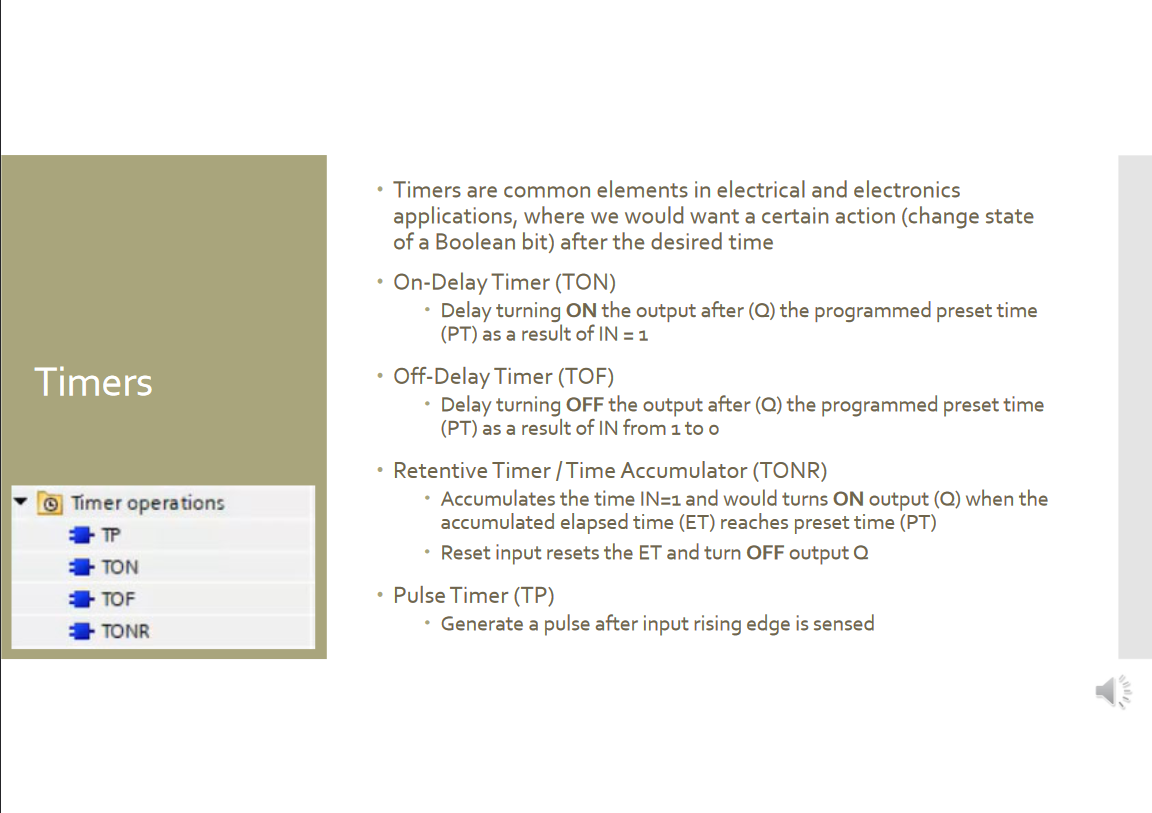 Timers
Timer operations
TP
TON
TOF
TONR
• Timers are common elements in electrical and electronics
applications, where we would want a certain action (change state
of a Boolean bit) after the desired time
• On-Delay Timer (TON)
• Delay turning ON the output after (Q) the programmed preset time
(PT) as a result of IN = 1
• Off-Delay Timer (TOF)
• Delay turning OFF the output after (Q) the programmed preset time
(PT) as a result of IN from 1 to 0
• Retentive Timer / Time Accumulator (TONR)
• Accumulates the time IN=1 and would turns ON output (Q) when the
accumulated elapsed time (ET) reaches preset time (PT)
• Reset input resets the ET and turn OFF output Q
• Pulse Timer (TP)
• Generate a pulse after input rising edge is sensed